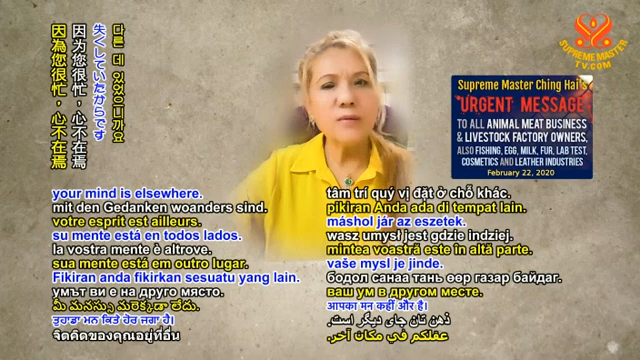 다른 데 있었으니까요
失くしていたからです
因为您很忙，心不在焉
因為您很忙，心不在焉
SUPREME MASTER
TV.COM
Supreme Master Ching Hai's
"URGENT MESSAGE"
TO ALL ANIMAL MEAT BUSINESS
& LIVESTOCK FACTORY OWNERS,
ALSO FISHING, EGG, MILK, FUR, LAB TEST,
COSMETICS AND LEATHER INDUSTRIES
February 22, 2020
your mind is elsewhere.
mit den Gedanken woanders sind.
votre esprit est ailleurs.
su mente está en todos lados.
la vostra mente è altrove.
sua mente está em outro lugar.
Fikiran anda fikirkan sesuatu yang lain.
умът ви е на друго място.
మీ మనస్సు మరెక్కడా లేదు.
ਤੁਹਾਡਾ ਮਨ ਕਿਤੇ ਹੋਰ ਜਗਾ ਹੈ।
จิตคิดของคุณอยู่ที่อื่น
tâm trí quý vị đặt ở chỗ khác.
pikiran Anda ada di tempat lain.
máshol jár az eszetek.
wasz umysł jest gdzie indziej.
mintea voastră este în altă parte.
vaše mysl je jinde.
бодол санаа тань өөр газар байдаг.
ваш ум в другом месте.
आपका मन कहीं और है।
ذهن تان جای دیگر است.
عقلكم في مكان آخر.